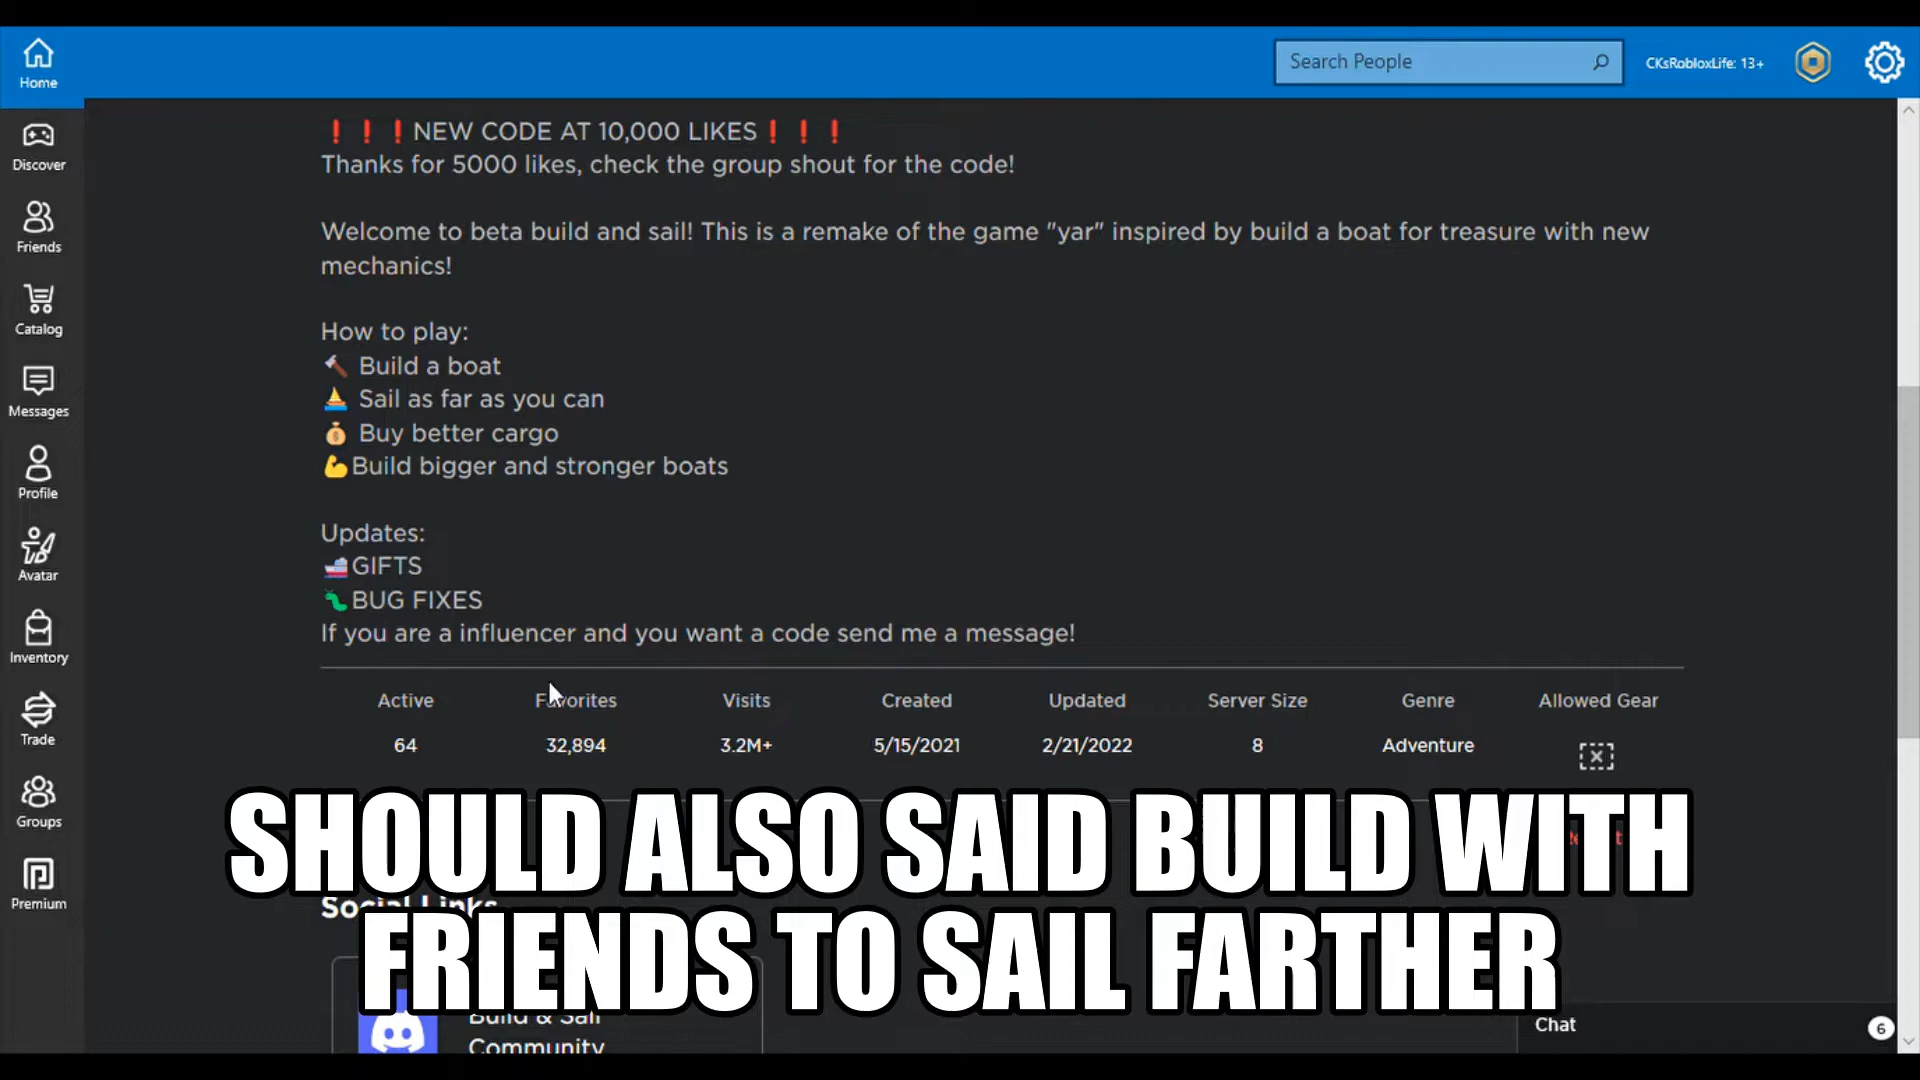 Home
Search People
CKsRobloxLife: 13+
Discover
Friends
Catalog
Messages
Profile
Avatar
Inventory
Trade
Groups
Premium
❗❗❗NEW CODE AT 10,000 LIKES❗❗❗
Thanks for 5000 likes, check the group shout for the code!
Welcome to beta build and sail! This is a remake of the game "yar" inspired by build a boat for treasure with new
mechanics!
How to play:
🔨 Build a boat
⛵ Sail as far as you can
💰 Buy better cargo
💪Build bigger and stronger boats
Updates:
🚢GIFTS
🐛BUG FIXES
If you are a influencer and you want a code send me a message!
Active Favorites Visits Created Updated Server Size Genre Allowed Gear
64 32,894 3.2M+ 5/15/2021 2/21/2022 8 Adventure
SHOULD ALSO SAID BUILD WITH
FRIENDS TO SAIL FARTHER
Social Links
Build & Sail
Community
Chat 6